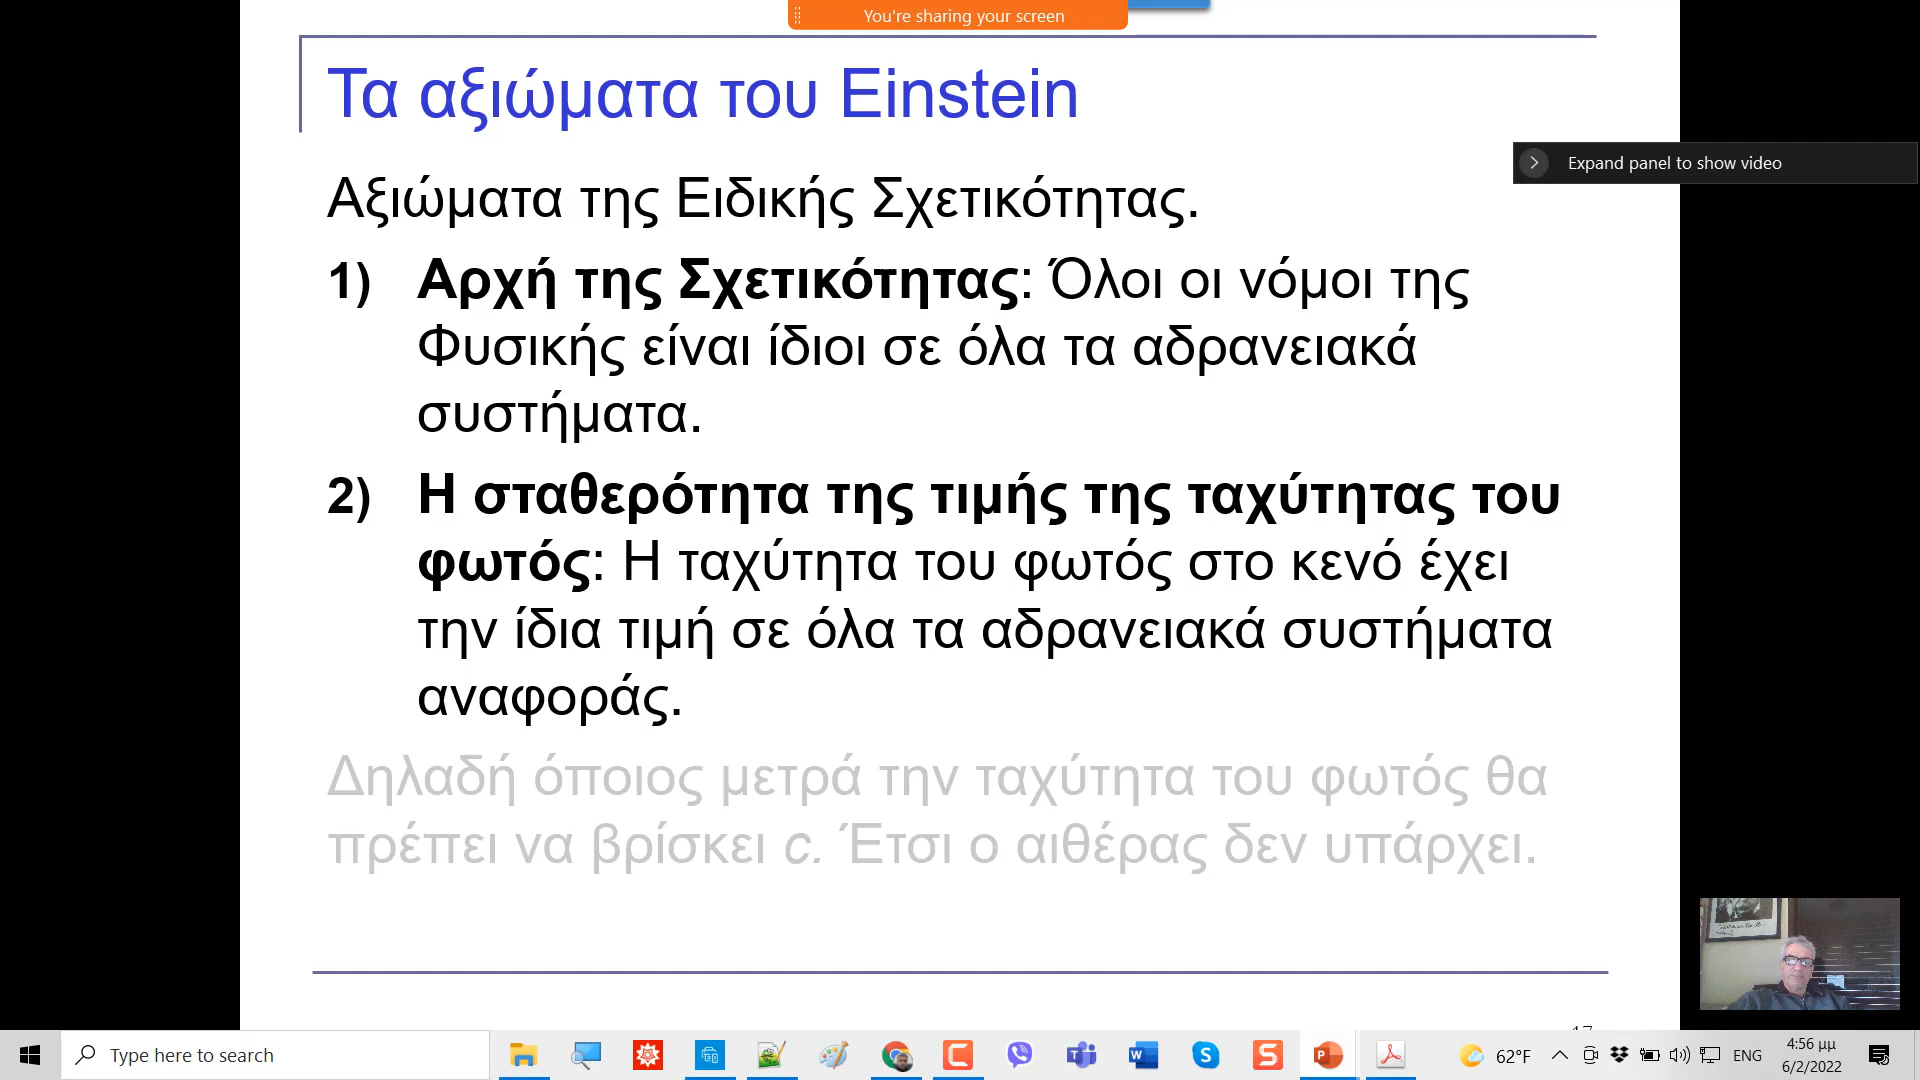 You're sharing your screen
Τα αξιώματα του Einstein
Expand panel to show video
Αξιώματα της Ειδικής Σχετικότητας.
1) Αρχή της Σχετικότητας: Όλοι οι νόμοι της
Φυσικής είναι ίδιοι σε όλα τα αδρανειακά
συστήματα.
2) Η σταθερότητα της τιμής της ταχύτητας του
φωτός: Η ταχύτητα του φωτός στο κενό έχει
την ίδια τιμή σε όλα τα αδρανειακά συστήματα
αναφοράς.
Δηλαδή όποιος μετρά την ταχύτητα του φωτός θα
πρέπει να βρίσκει c. Έτσι ο αιθέρας δεν υπάρχει.
Type here to search
62°F
ENG
4:56 μμ
6/2/2022